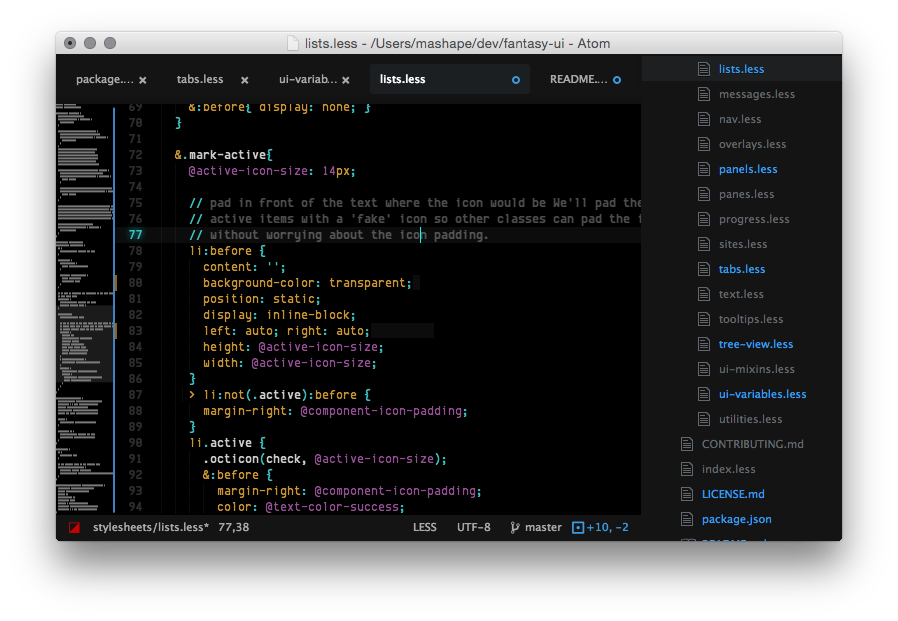 lists.less - /Users/mashape/dev/fantasy-ui - Atom
package.... × tabs.less × ui-variab... × lists.less README....
69 &:before{ display: none; }
70 }
71
72 &.mark-active{
73 @active-icon-size: 14px;
74
75 // pad in front of the text where the icon would be We'll pad the
76 // active items with a 'fake' icon so other classes can pad the i
77 // without worrying about the icon padding.
78 li:before {
79 content: '';
80 background-color: transparent;
81 position: static;
82 display: inline-block;
83 left: auto; right: auto;
84 height: @active-icon-size;
85 width: @active-icon-size;
86 }
87 > li:not(.active):before {
88 margin-right: @component-icon-padding;
89 }
90 li.active {
91 .octicon(check, @active-icon-size);
92 &:before {
93 margin-right: @component-icon-padding;
94 color: @text-color-success;
lists.less
messages.less
nav.less
overlays.less
panels.less
panes.less
progress.less
sites.less
tabs.less
text.less
tooltips.less
tree-view.less
ui-mixins.less
ui-variables.less
utilities.less
CONTRIBUTING.md
index.less
LICENSE.md
package.json
stylesheets/lists.less* 77,38 LESS UTF-8 master +10, -2